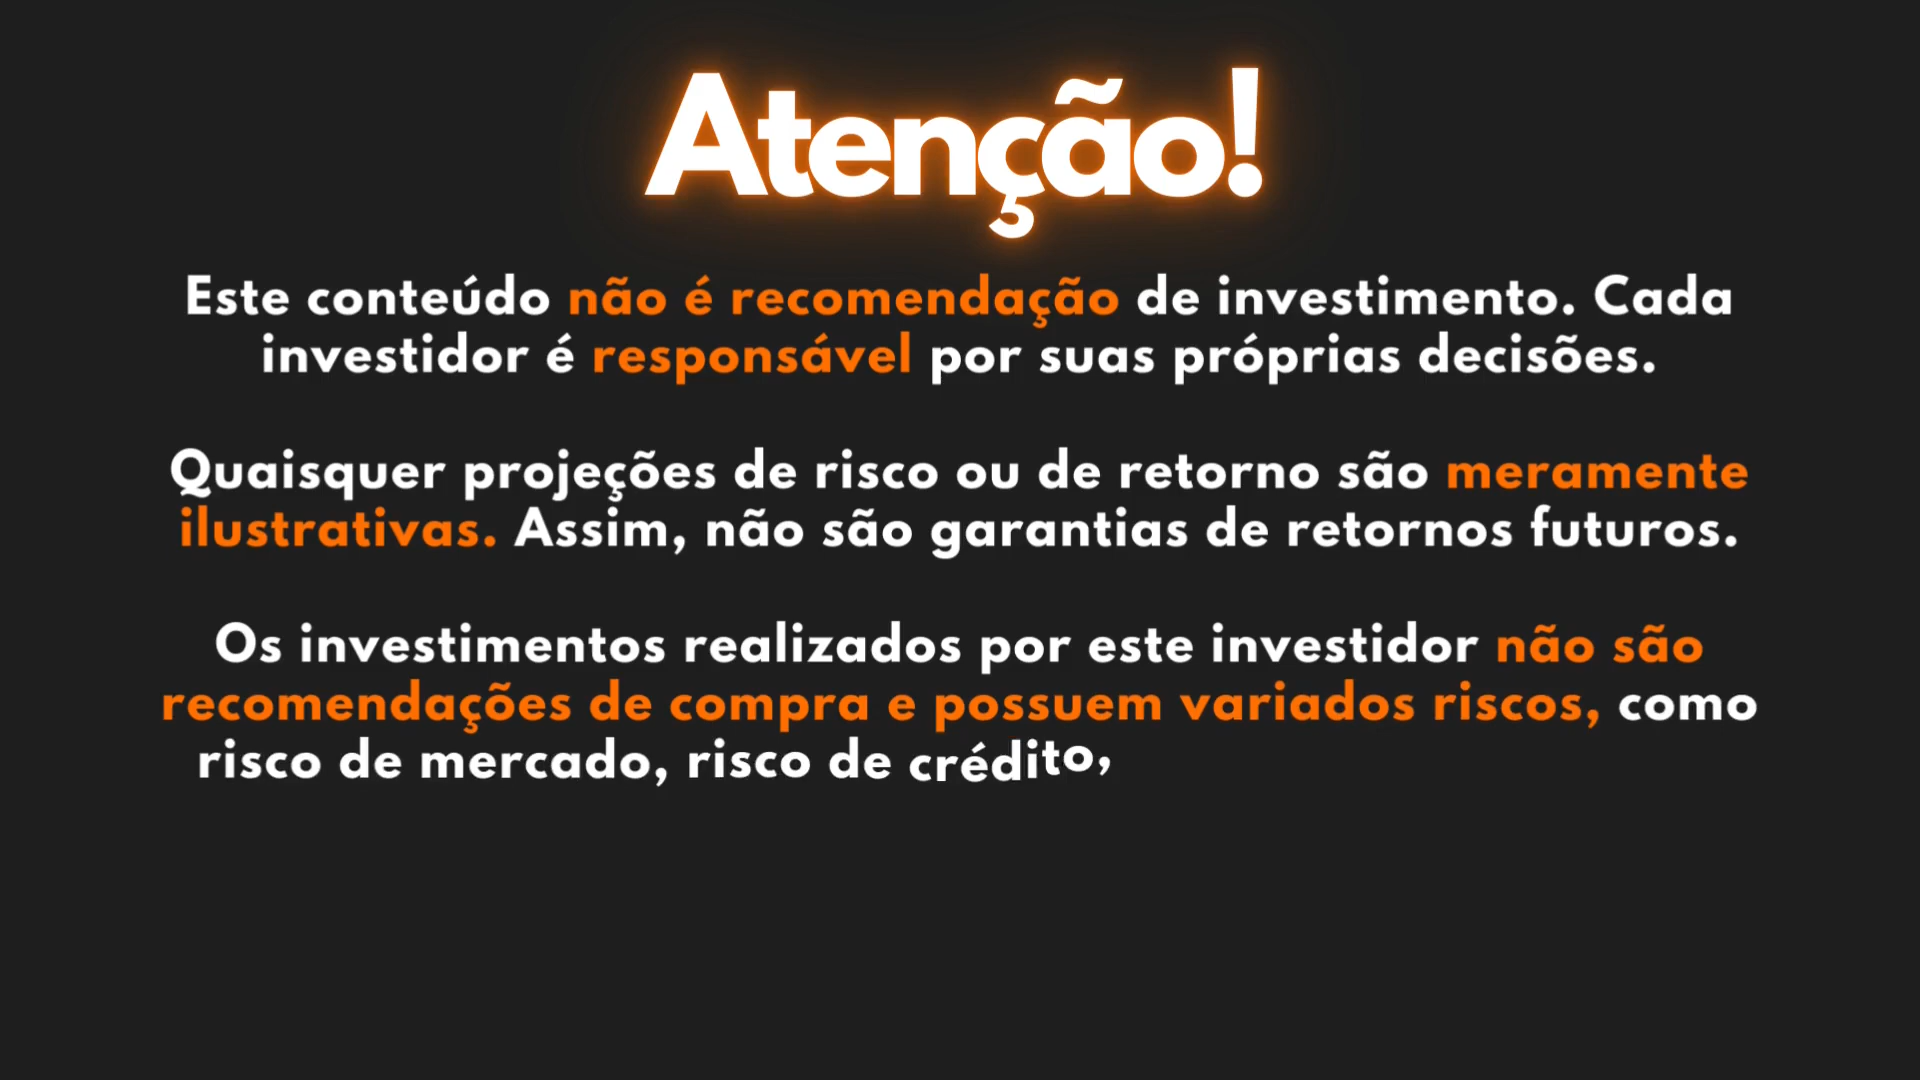 Atenção!
Este conteúdo não é recomendação de investimento. Cada
investidor é responsável por suas próprias decisões.
Quaisquer projeções de risco ou de retorno são meramente
ilustrativas. Assim, não são garantias de retornos futuros.
Os investimentos realizados por este investidor não são
recomendações de compra e possuem variados riscos, como
risco de mercado, risco de crédito,